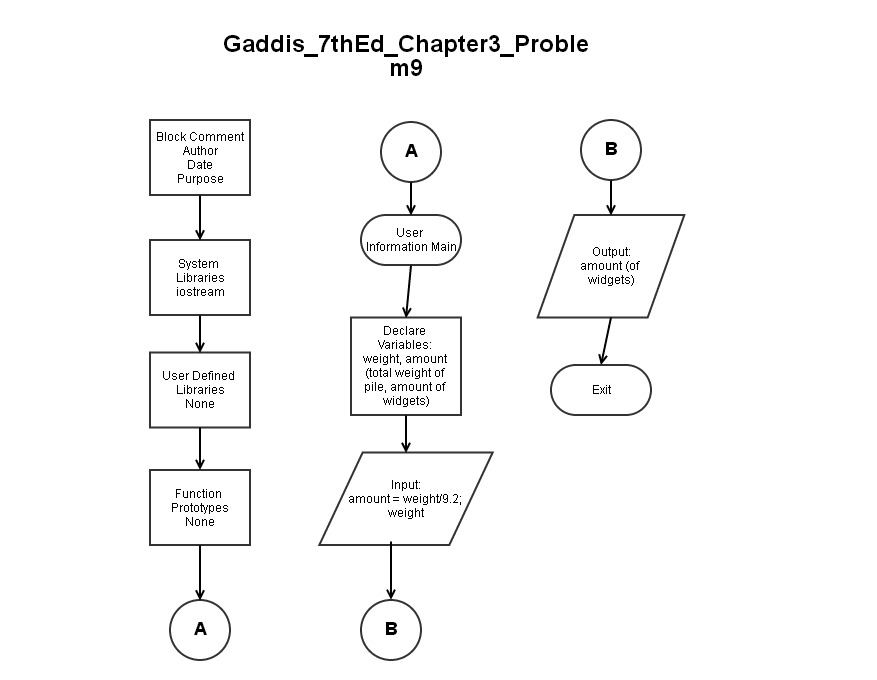 Gaddis_7thEd_Chapter3_Proble
m9
Block Comment
Author
Date
Purpose
System
Libraries
iostream
User Defined
Libraries
None
Function
Prototypes
None
A
A
User
Information Main
Declare
Variables:
weight, amount
(total weight of
pile, amount of
widgets)
Input:
amount = weight/9.2;
weight
B
B
Output:
amount (of
widgets)
Exit